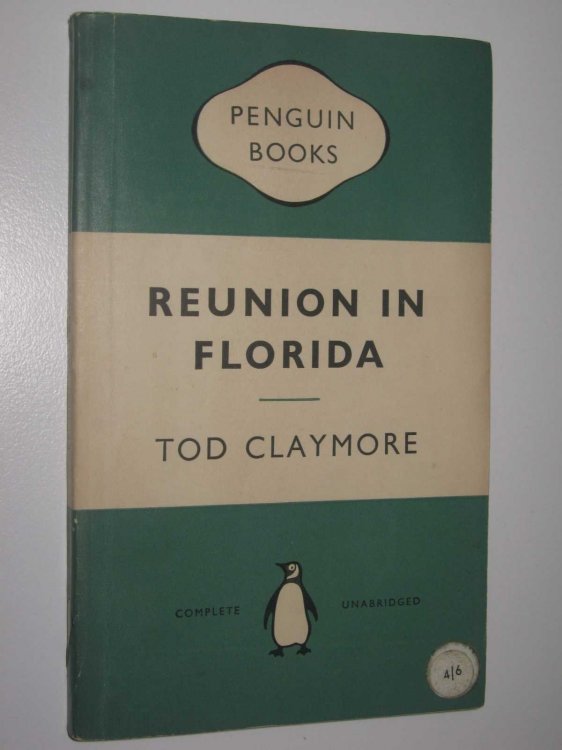 PENGUIN
BOOKS
REUNION IN
FLORIDA
TOD CLAYMORE
COMPLETE UNABRIDGED
4/6